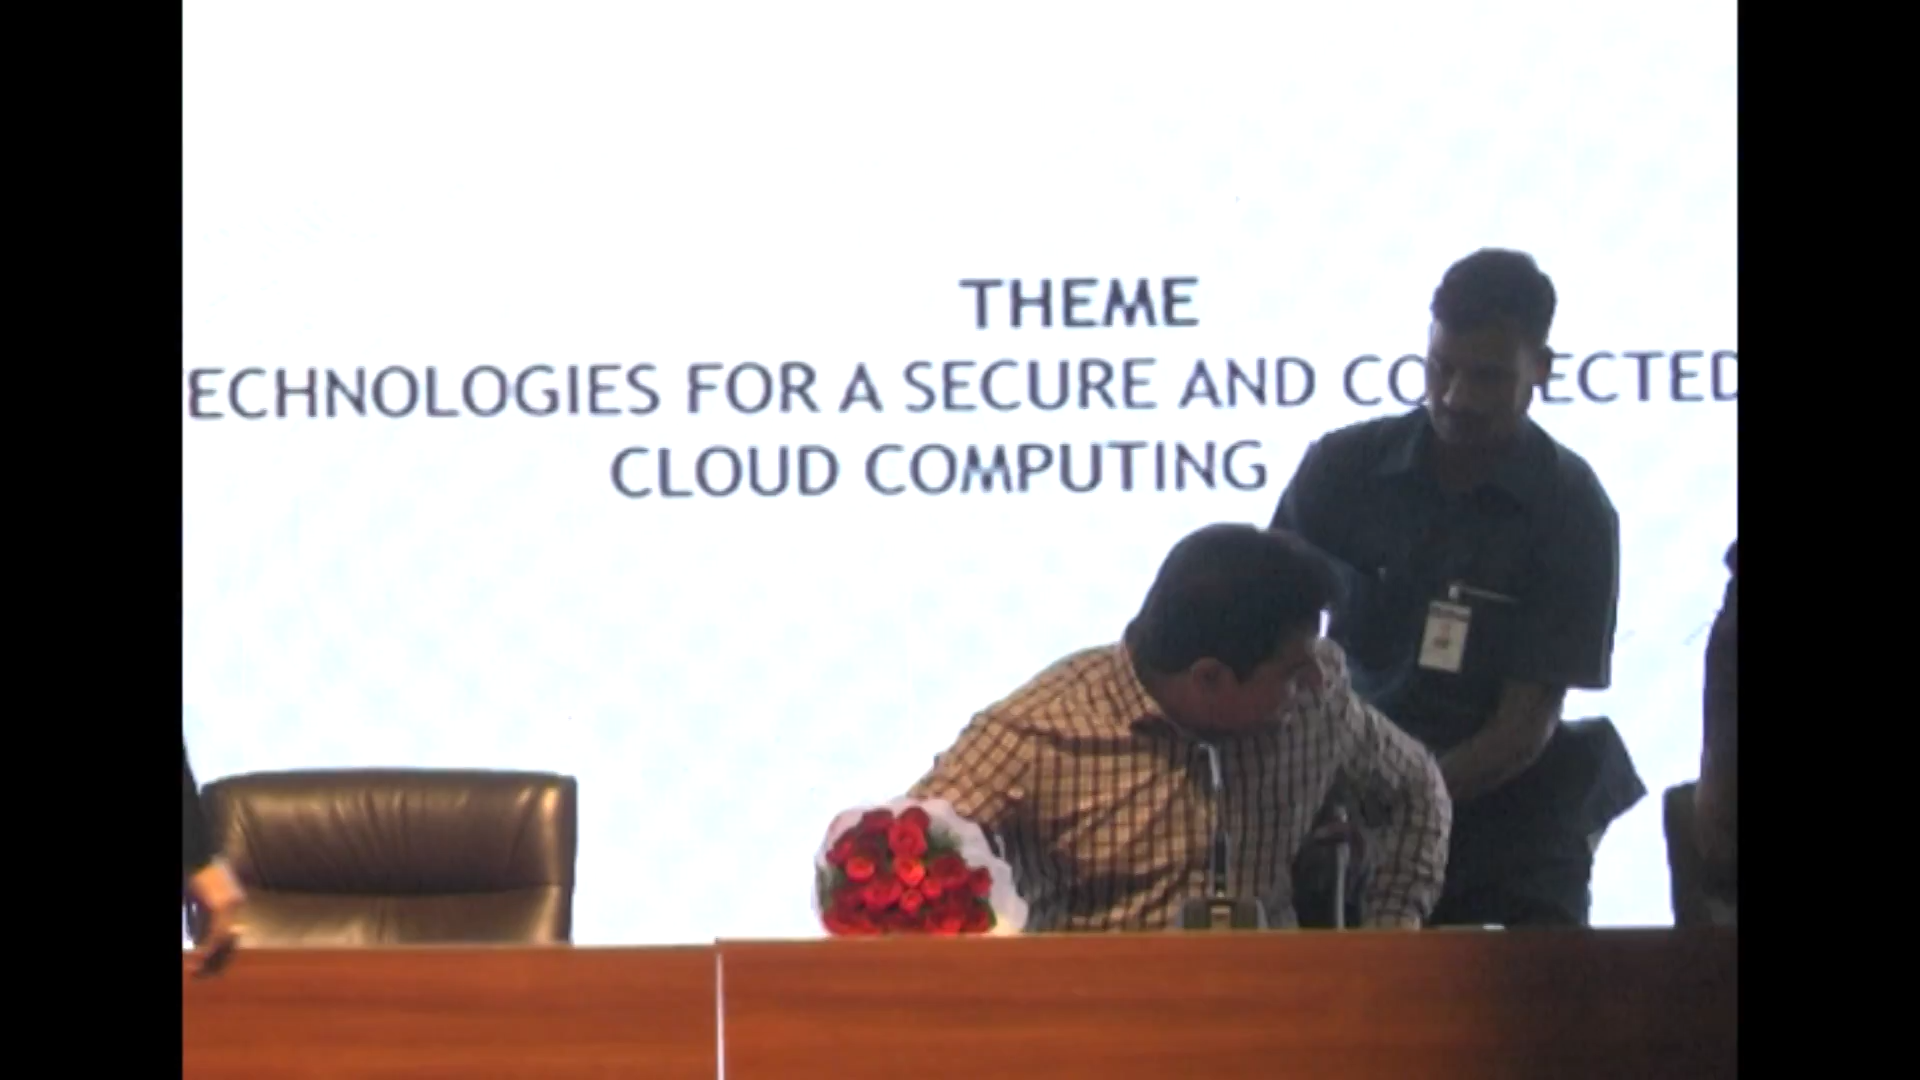 THEME
ECHNOLOGIES FOR A SECURE AND CO ECTED
CLOUD COMPUTING